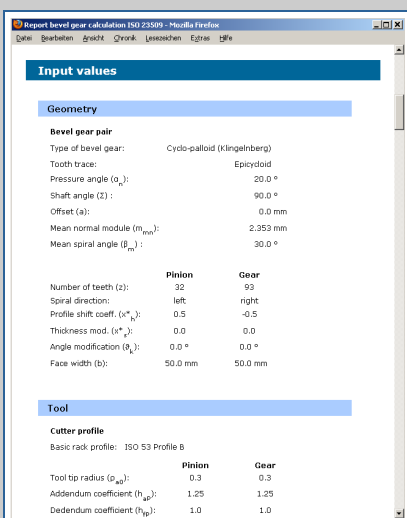 Report bevel gear calculation ISO 23509 - Mozilla Firefox
Datei Bearbeiten Ansicht Chronik Lesezeichen Extras Hilfe
Input values
Geometry
Bevel gear pair
Type of bevel gear: Cyclo-palloid (Klingelnberg)
Tooth trace: Epicycloid
Pressure angle (αn): 20.0 °
Shaft angle (Σ) : 90.0 °
Offset (a): 0.0 mm
Mean normal module (mmn): 2.353 mm
Mean spiral angle (βm) : 30.0 °
Pinion Gear
Number of teeth (z): 32 93
Spiral direction: left right
Profile shift coeff. (x*h): 0.5 -0.5
Thickness mod. (x*s): 0.0 0.0
Angle modification (ϑk): 0.0 ° 0.0 °
Face width (b): 50.0 mm 50.0 mm
Tool
Cutter profile
Basic rack profile: ISO 53 Profile B
Pinion Gear
Tool tip radius (ρa0): 0.3 0.3
Addendum coefficient (haP): 1.25 1.25
Dedendum coefficient (hfP): 1.0 1.0